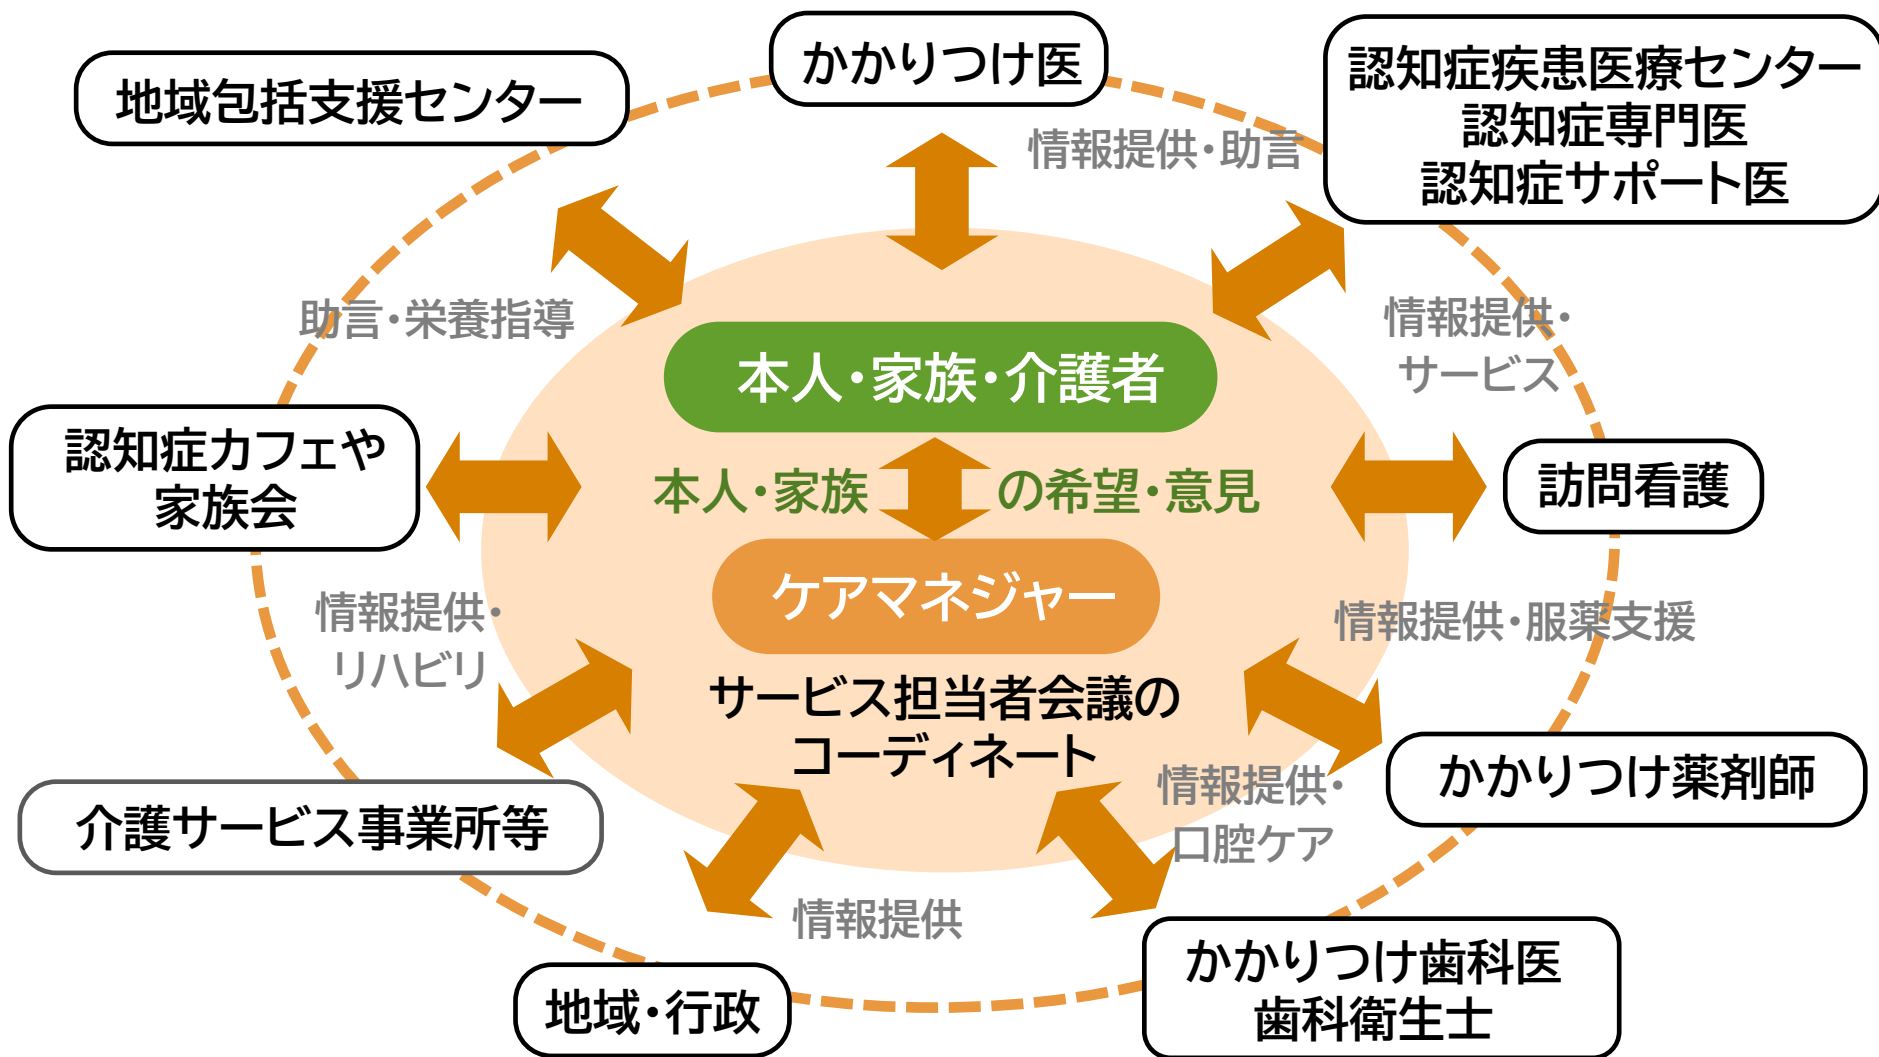 かかりつけ医
地域包括支援センター
認知症疾患医療センター
認知症専門医
認知症サポート医
情報提供・助言
助言・栄養指導
情報提供・
サービス
本人・家族・介護者
認知症カフェや
家族会
本人・家族の希望・意見
訪問看護
ケアマネジャー
情報提供・
リハビリ
情報提供・服薬支援
サービス担当者会議の
コーディネート
かかりつけ薬剤師
介護サービス事業所等
情報提供・
口腔ケア
情報提供
地域・行政
かかりつけ歯科医
歯科衛生士